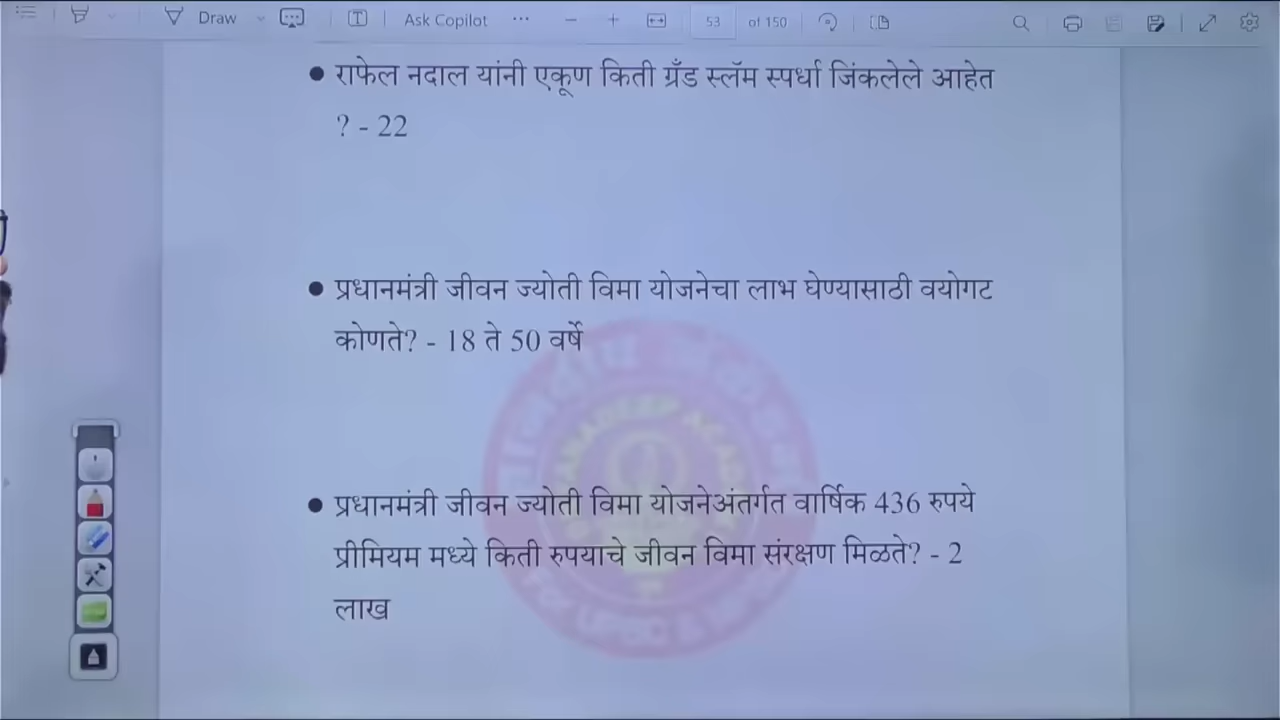 Draw
Ask Copilot
53 of 150
• राफेल नदाल यांनी एकूण किती ग्रँड स्लॅम स्पर्धा जिंकलेले आहेत
? - 22
• प्रधानमंत्री जीवन ज्योती विमा योजनेचा लाभ घेण्यासाठी वयोगट
कोणते? - 18 ते 50 वर्षे
• प्रधानमंत्री जीवन ज्योती विमा योजनेअंतर्गत वार्षिक 436 रुपये
प्रीमियम मध्ये किती रुपयाचे जीवन विमा संरक्षण मिळते? - 2
लाख